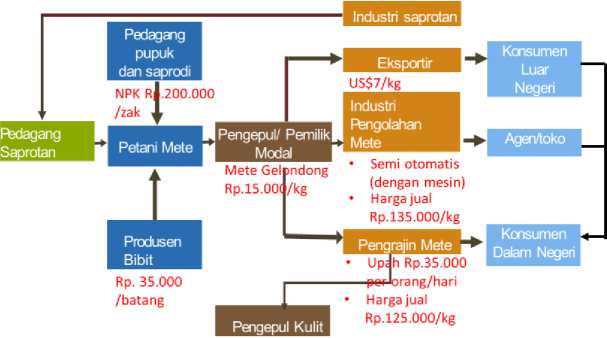 Industri saprotan
Pedagang
pupuk
dan saprodi
NPK Rp.200.000
/zak
Eksportir
US$7/kg
Konsumen
Luar
Negeri
Pedagang
Saprotan
Petani Mete
Pengepul/ Pemilik
Modal
Mete Gelondong
Rp.15.000/kg
Industri
Pengolahan
Mete
• Semi otomatis
(dengan mesin)
• Harga jual
Rp.135.000/kg
Agen/toko
Produsen
Bibit
Rp. 35.000
/batang
Pengrajin Mete
• Upah Rp.35.000
per orang/hari
• Harga jual
Rp.125.000/kg
Konsumen
Dalam Negeri
Pengepul Kulit